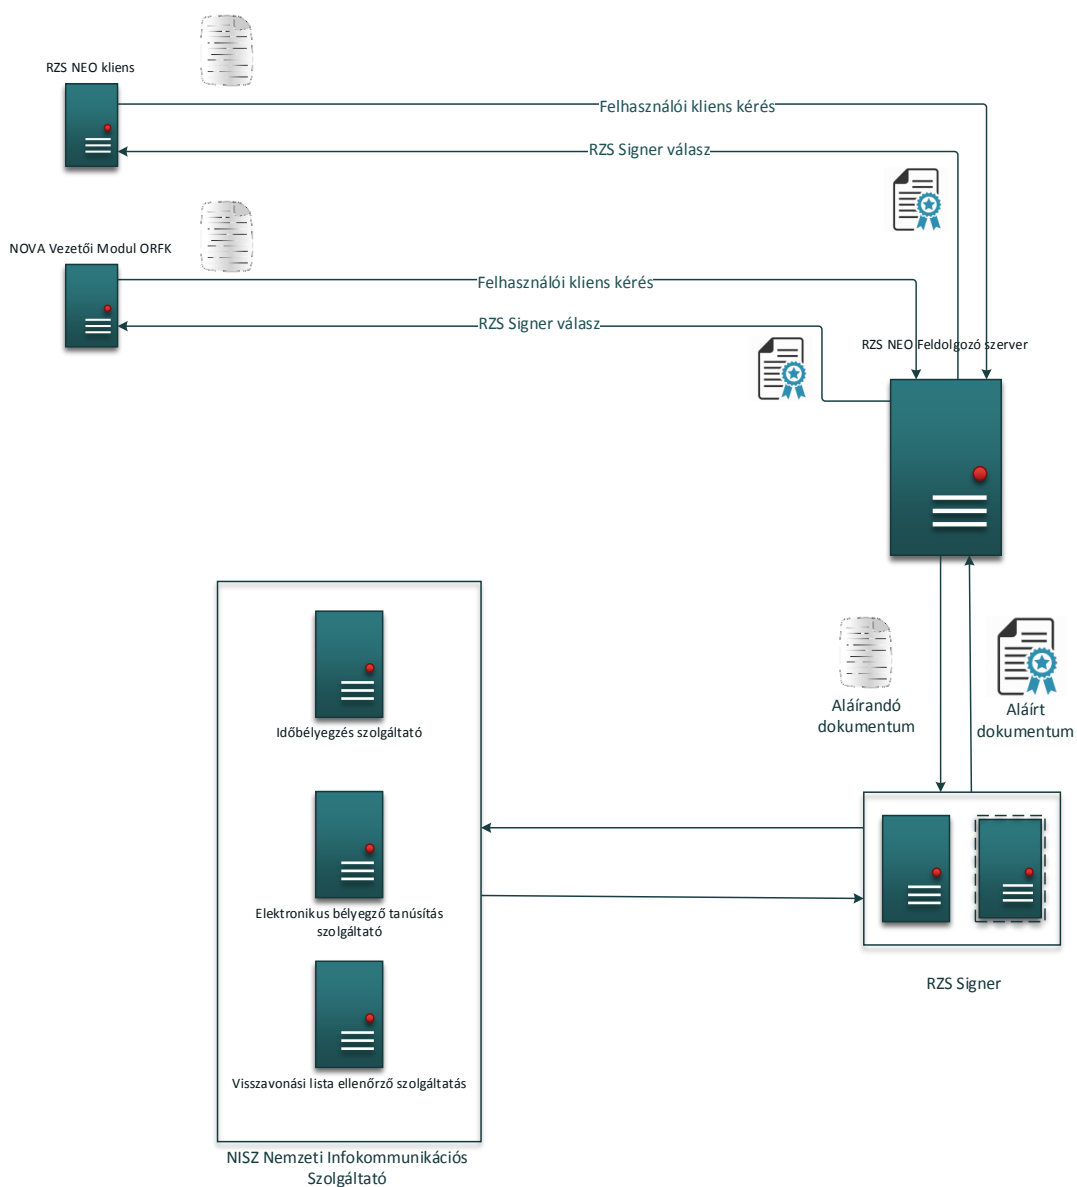 RZS NEO kliens
Felhasználói kliens kérés
RZS Signer válasz
NOVA Vezetői Modul ORFK
Felhasználói kliens kérés
RZS Signer válasz
RZS NEO Feldolgozó szerver
Aláírandó
dokumentum
Aláírt
dokumentum
Időbélyegzés szolgáltató
Elektronikus bélyegző tanúsítás
szolgáltató
Visszavonási lista ellenőrző szolgáltatás
RZS Signer
NISZ Nemzeti Infokommunikációs
Szolgáltató